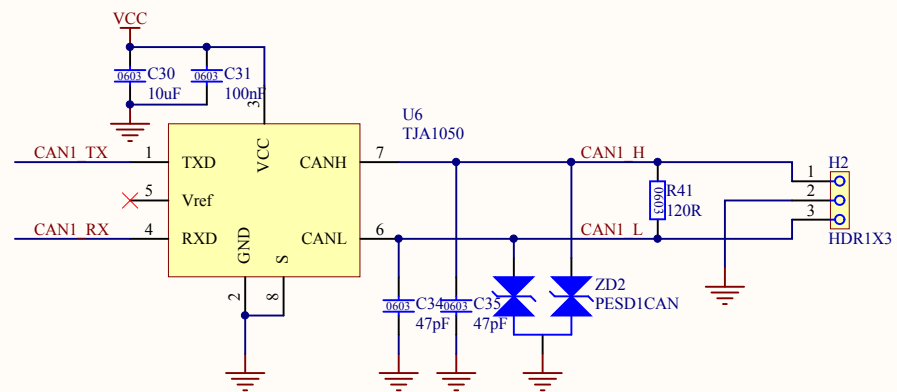 VCC
0603 C30
10uF
0603 C31
100nF
3
U6
TJA1050
CAN1_TX 1 TXD
VCC
CANH 7
CAN1_H
5 Vref
CAN1_RX 4 RXD
CANL 6
CAN1_L
GND
S
2
8
0603 R41
120R
H2
1
2
3
HDR1X3
0603 C34
47pF
0603 C35
47pF
ZD2
PESD1CAN